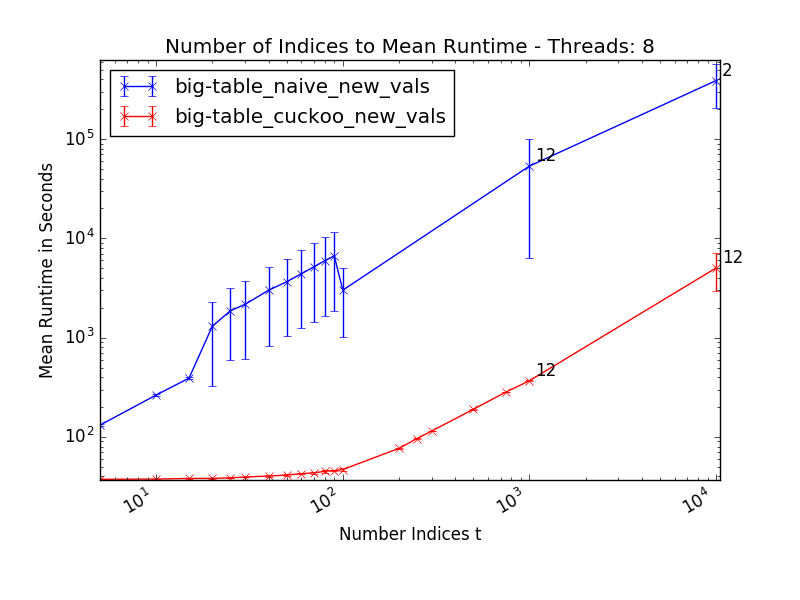 Number of Indices to Mean Runtime - Threads: 8
big-table_naive_new_vals
big-table_cuckoo_new_vals
Mean Runtime in Seconds
10^5
10^4
10^3
10^2
2
12
12
12
10^1
10^2
10^3
10^4
Number Indices t